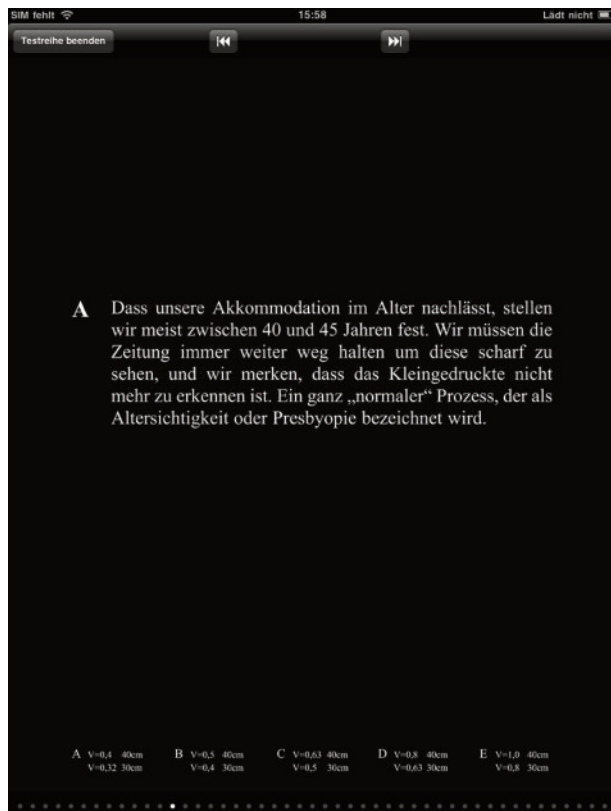 SIM fehlt 15:58 Lädt nicht
Testreihe beenden
A Dass unsere Akkommodation im Alter nachlässt, stellen
wir meist zwischen 40 und 45 Jahren fest. Wir müssen die
Zeitung immer weiter weg halten um diese scharf zu
sehen, und wir merken, dass das Kleingedruckte nicht
mehr zu erkennen ist. Ein ganz „normaler“ Prozess, der als
Altersichtigkeit oder Presbyopie bezeichnet wird.
A V=0,4 40cm B V=0,5 40cm C V=0,63 40cm D V=0,8 40cm E V=1,0 40cm
V=0,32 30cm V=0,4 30cm V=0,5 30cm V=0,63 30cm V=0,8 30cm